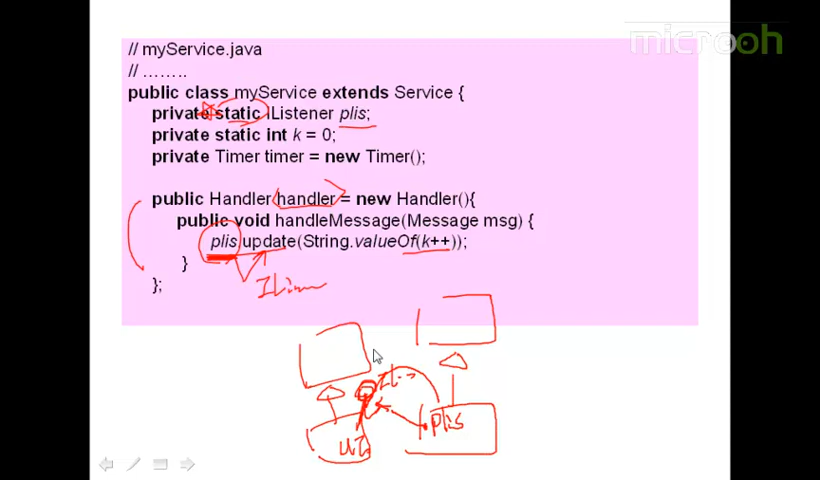 microoh
// myService.java
// ........
public class myService extends Service {
private static IListener plis;
private static int k = 0;
private Timer timer = new Timer();
public Handler handler = new Handler(){
public void handleMessage(Message msg) {
plis.update(String.valueOf(k++));
}
};
plis